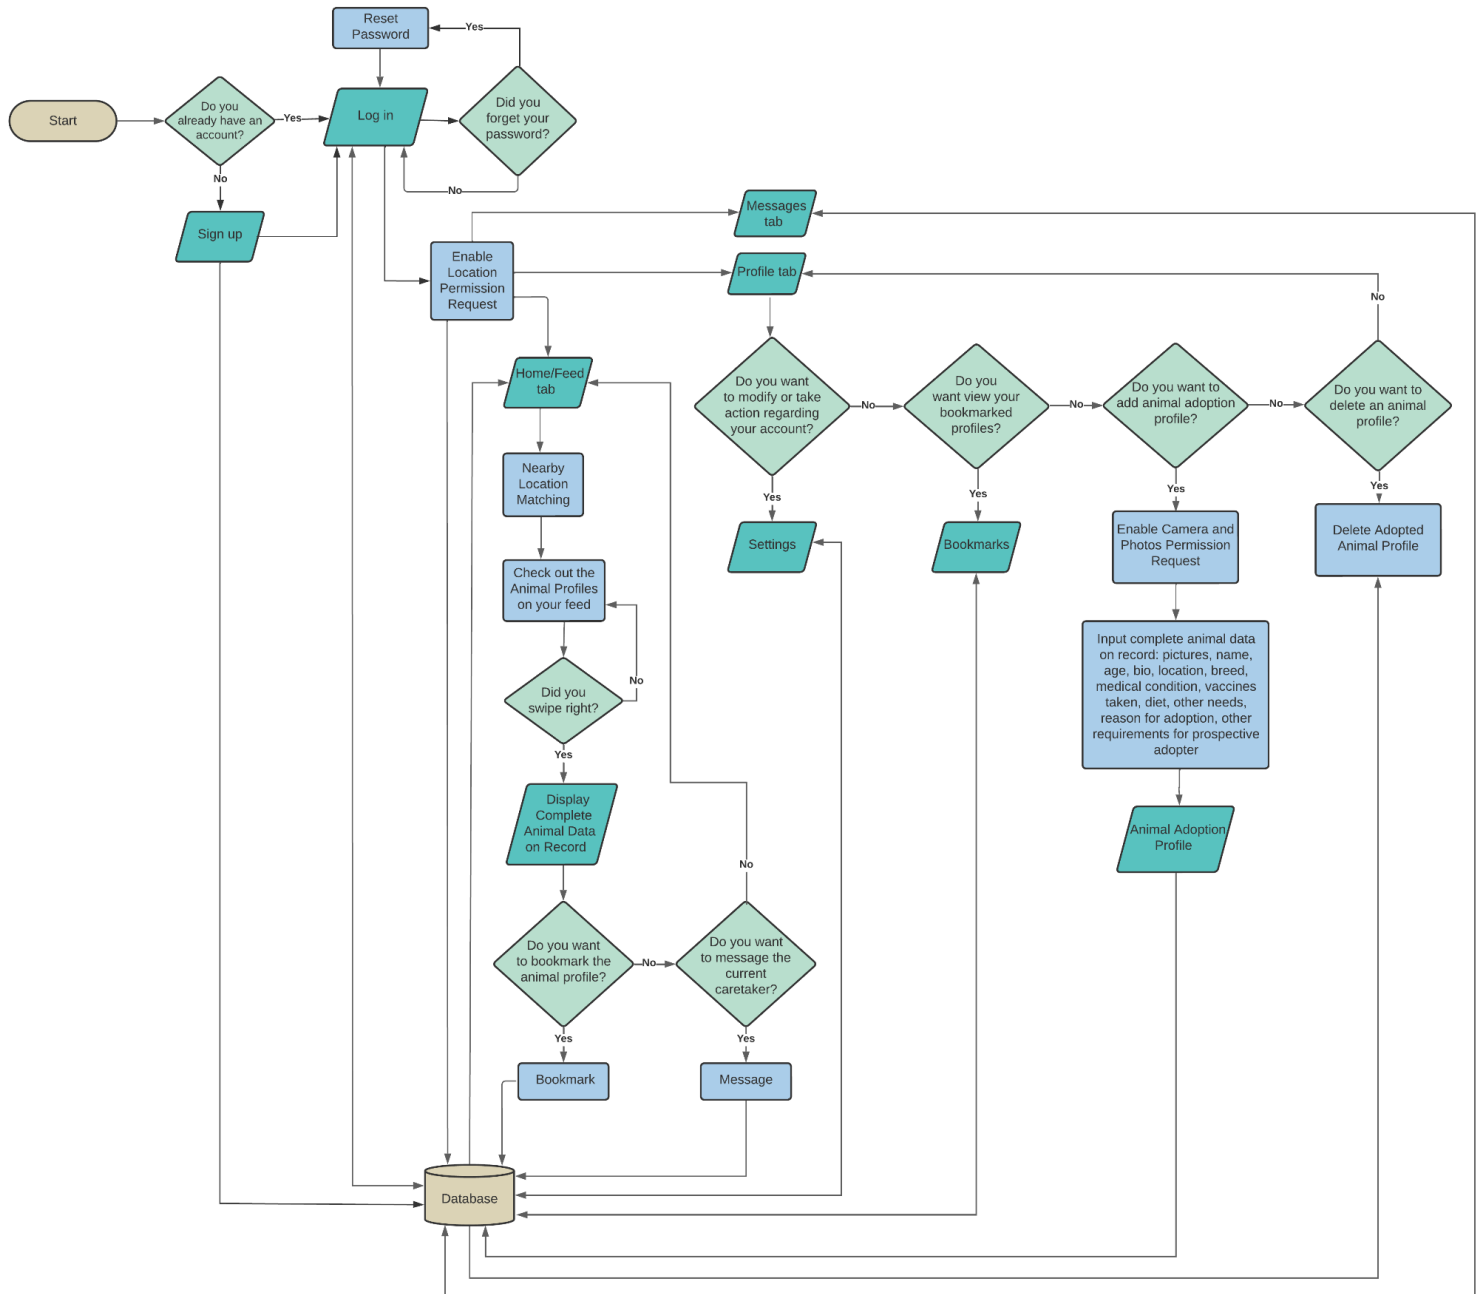 Reset
Password
Yes
Start
Do you
already have an
account?
Yes
Log in
Did you
forget your
password?
No
No
Sign up
Messages
tab
Enable
Location
Permission
Request
Profile tab
No
Home/Feed
tab
Do you want
to modify or take
action regarding
your account?
No
Do you
want view your
bookmarked
profiles?
No
Do you want to
add animal adoption
profile?
No
Do you want to
delete an animal
profile?
Nearby
Location
Matching
Yes
Yes
Yes
Yes
Settings
Bookmarks
Enable Camera and
Photos Permission
Request
Delete Adopted
Animal Profile
Check out the
Animal Profiles
on your feed
No
Did you
swipe right?
Input complete animal data
on record: pictures, name,
age, bio, location, breed,
medical condition, vaccines
taken, diet, other needs,
reason for adoption, other
requirements for prospective
adopter
Yes
Display
Complete
Animal Data
on Record
Animal Adoption
Profile
No
Do you want
to bookmark the
animal profile?
No
Do you want
to message the
current
caretaker?
Yes
Yes
Bookmark
Message
Database